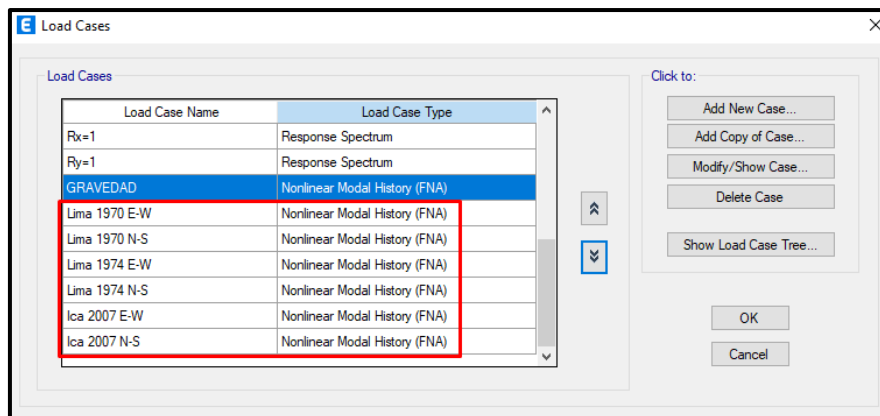 E Load Cases
Load Cases
Load Case Name Load Case Type
Rx=1 Response Spectrum
Ry=1 Response Spectrum
GRAVEDAD Nonlinear Modal History (FNA)
Lima 1970 E-W Nonlinear Modal History (FNA)
Lima 1970 N-S Nonlinear Modal History (FNA)
Lima 1974 E-W Nonlinear Modal History (FNA)
Lima 1974 N-S Nonlinear Modal History (FNA)
Ica 2007 E-W Nonlinear Modal History (FNA)
Ica 2007 N-S Nonlinear Modal History (FNA)
Click to:
Add New Case...
Add Copy of Case...
Modify/Show Case...
Delete Case
Show Load Case Tree...
OK
Cancel